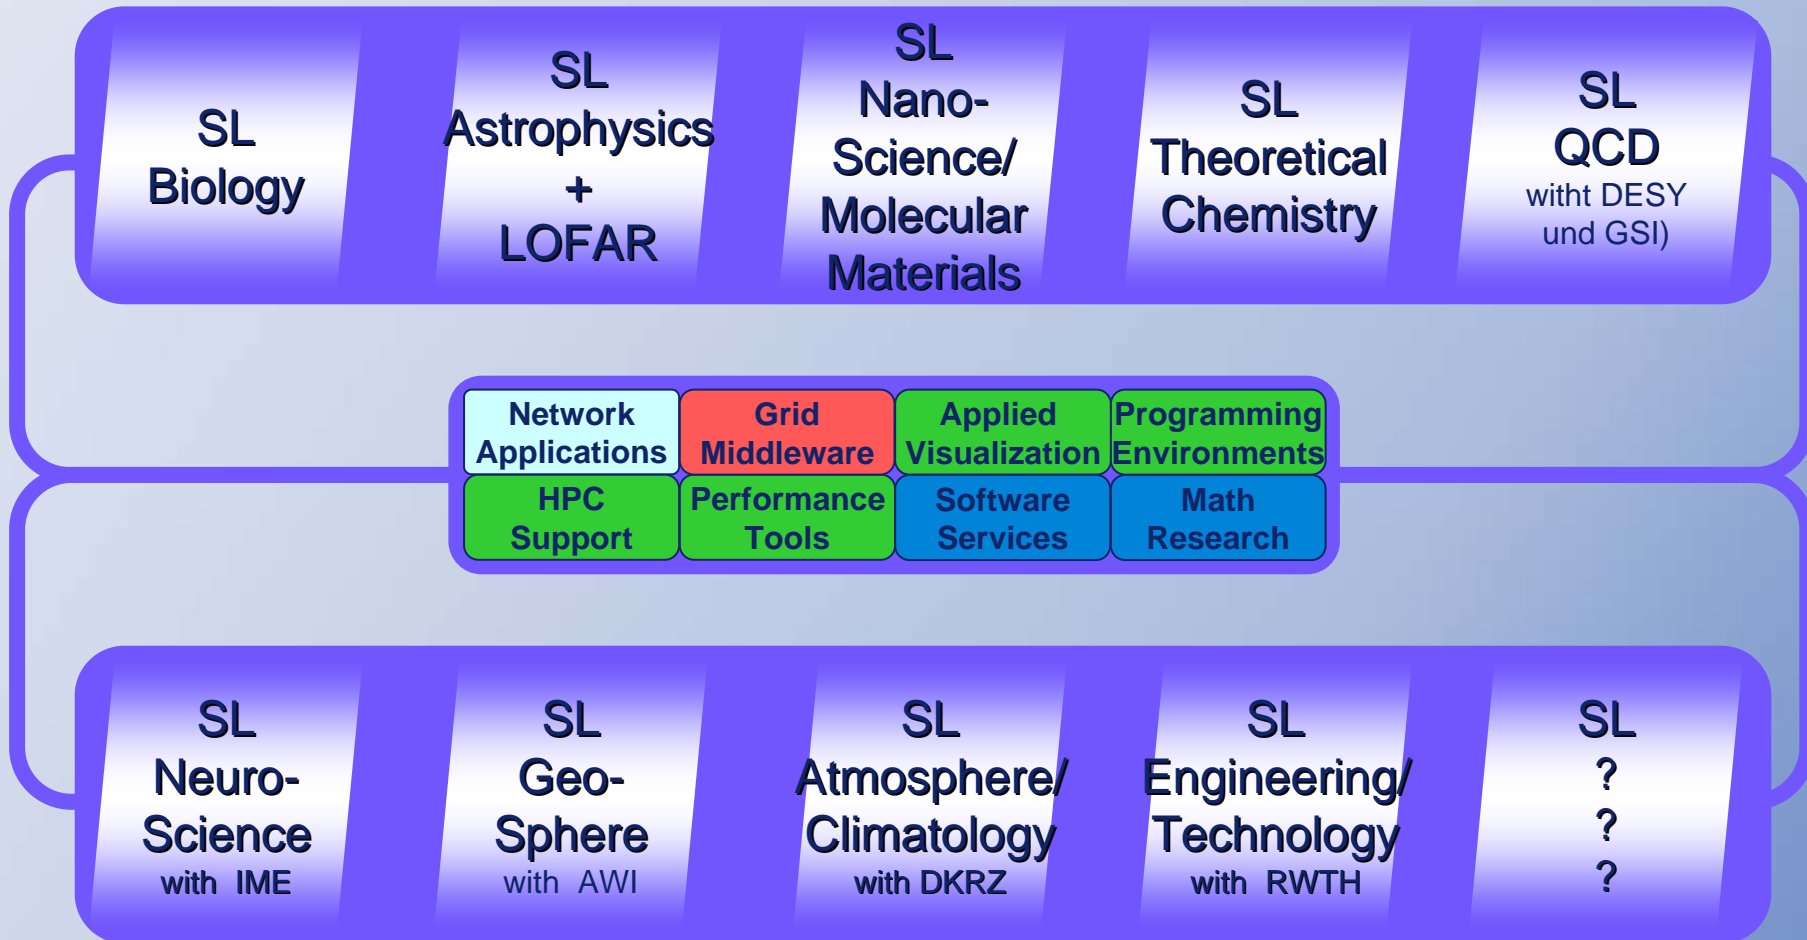 SL
Biology
SL
Astrophysics
+
LOFAR
SL
Nano-
Science/
Molecular
Materials
SL
Theoretical
Chemistry
SL
QCD
witht DESY
und GSI)
Network
Applications
Grid
Middleware
Applied
Visualization
Programming
Environments
HPC
Support
Performance
Tools
Software
Services
Math
Research
SL
Neuro-
Science
with IME
SL
Geo-
Sphere
with AWI
SL
Atmosphere/
Climatology
with DKRZ
SL
Engineering/
Technology
with RWTH
SL
?
?
?